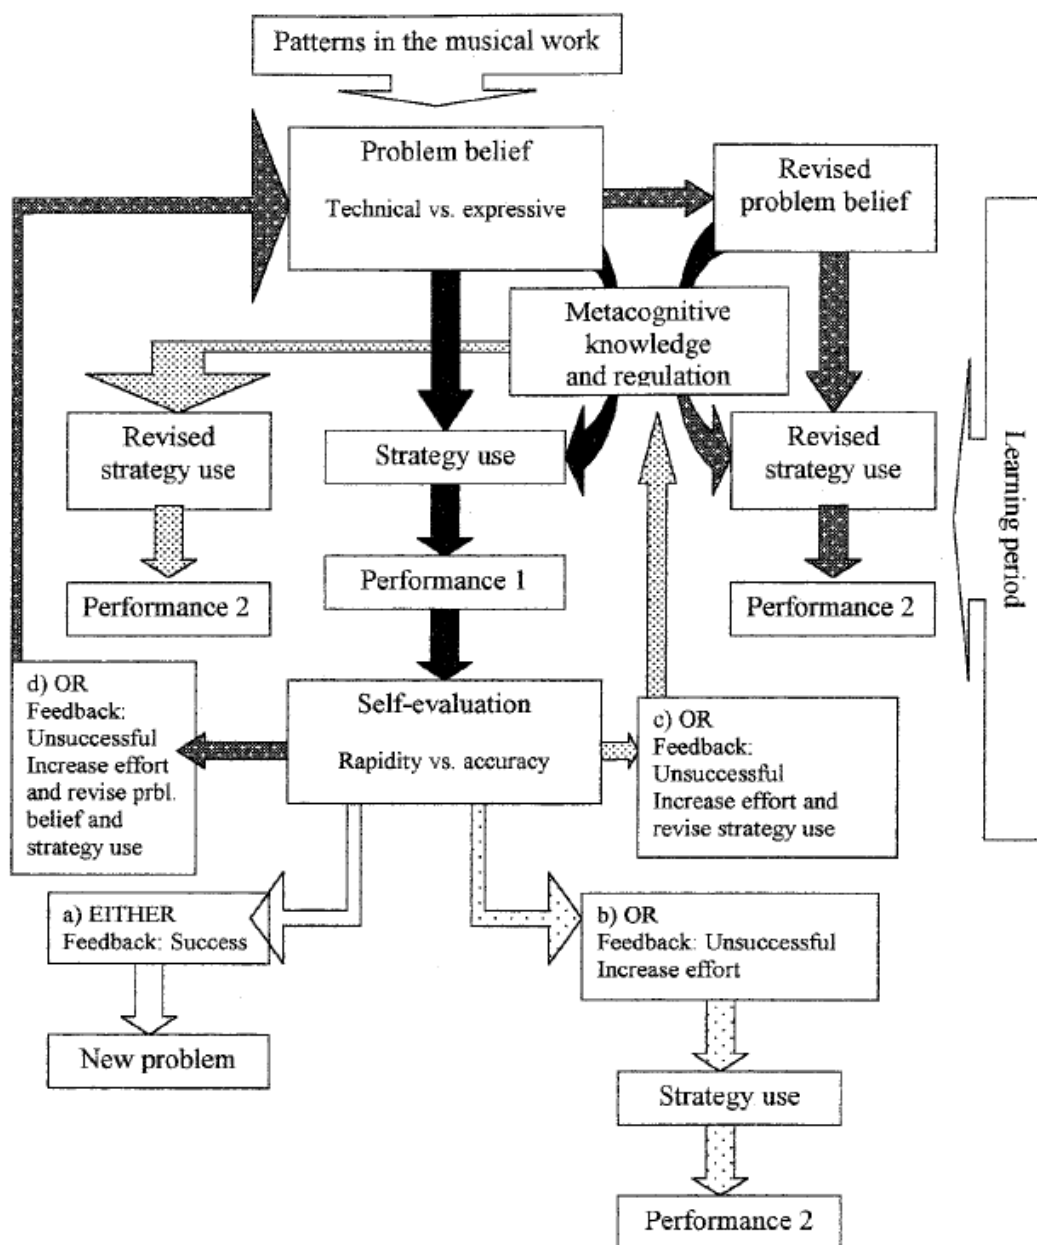 Patterns in the musical work
Problem belief
Technical vs. expressive
Revised
problem belief
Metacognitive
knowledge
and regulation
Revised
strategy use
Strategy use
Revised
strategy use
Learning period
Performance 2
Performance 1
Performance 2
d) OR
Feedback:
Unsuccessful
Increase effort
and revise prbl.
belief and
strategy use
Self-evaluation
Rapidity vs. accuracy
c) OR
Feedback:
Unsuccessful
Increase effort and
revise strategy use
a) EITHER
Feedback: Success
b) OR
Feedback: Unsuccessful
Increase effort
New problem
Strategy use
Performance 2